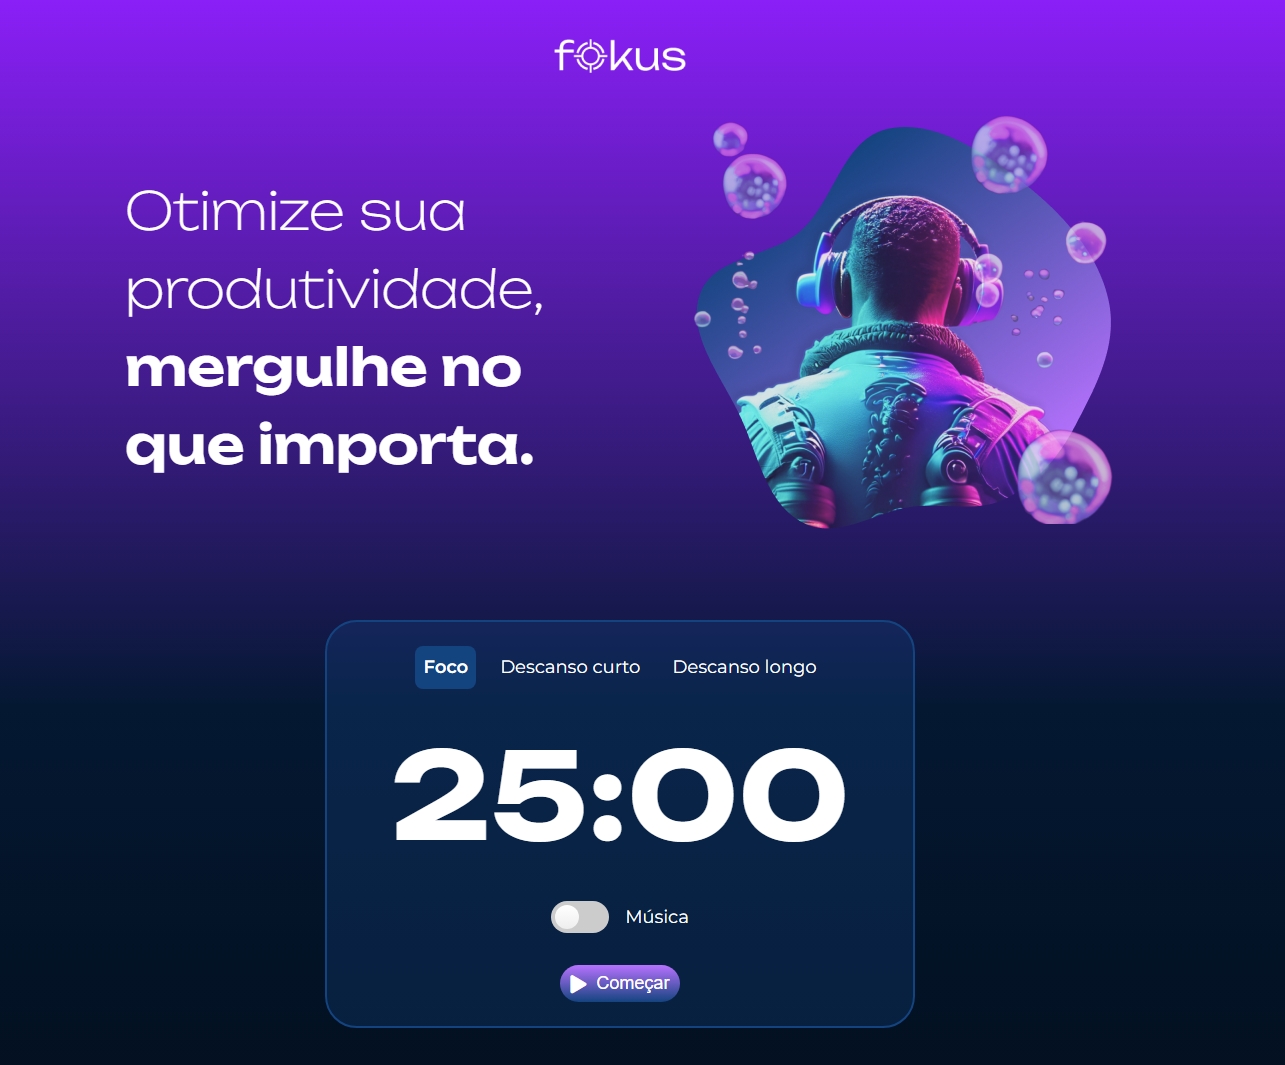 fokus
Otimize sua
produtividade,
mergulhe no
que importa.
Foco Descanso curto Descanso longo
25:00
Música
Começar